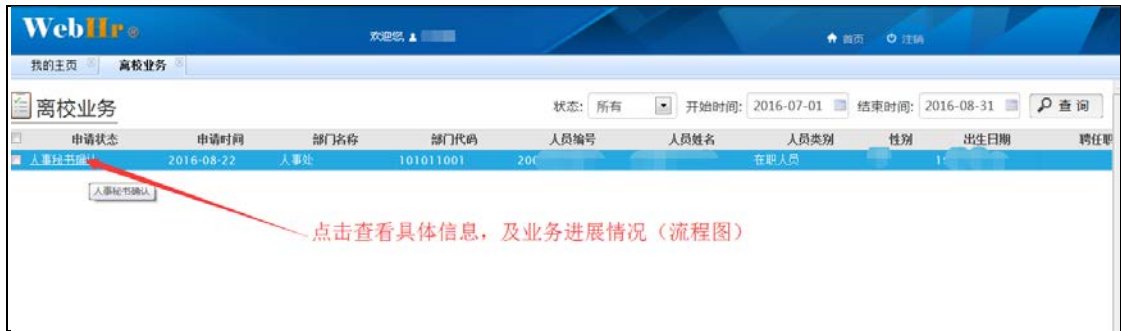 WebHr®
欢迎您
首页 注销
我的主页 离校业务
离校业务 状态: 所有 开始时间: 2016-07-01 结束时间: 2016-08-31 查询
申请状态 申请时间 部门名称 部门代码 人员编号 人员姓名 人员类别 性别 出生日期 聘任职
人事秘书确认 2016-08-22 人事处 101011001 200 在职人员 19
人事秘书确认
点击查看具体信息，及业务进展情况（流程图）